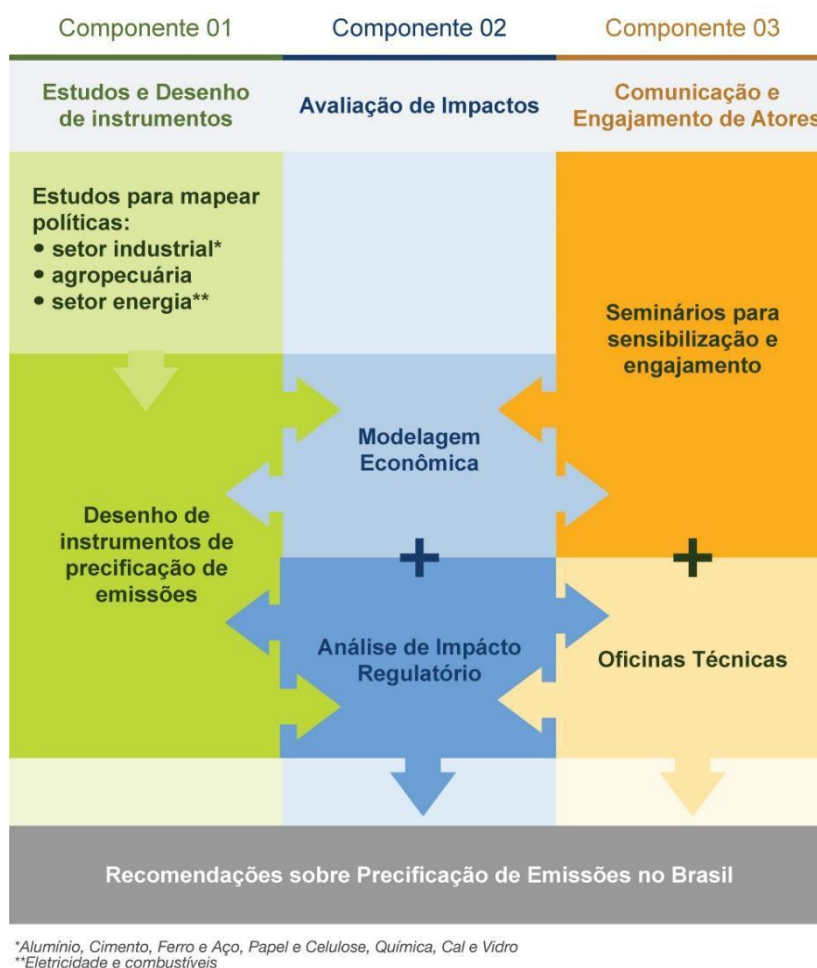 Componente 01
Componente 02
Componente 03
Estudos e Desenho
de instrumentos
Avaliação de Impactos
Comunicação e
Engajamento de Atores
Estudos para mapear
políticas:
• setor industrial*
• agropecuária
• setor energia**
Seminários para
sensibilização e
engajamento
Modelagem
Econômica
Desenho de
instrumentos de
precificação de
emissões
+
+
Análise de Impácto
Regulatório
Oficinas Técnicas
Recomendações sobre Precificação de Emissões no Brasil
*Alumínio, Cimento, Ferro e Aço, Papel e Celulose, Química, Cal e Vidro
**Eletricidade e combustíveis